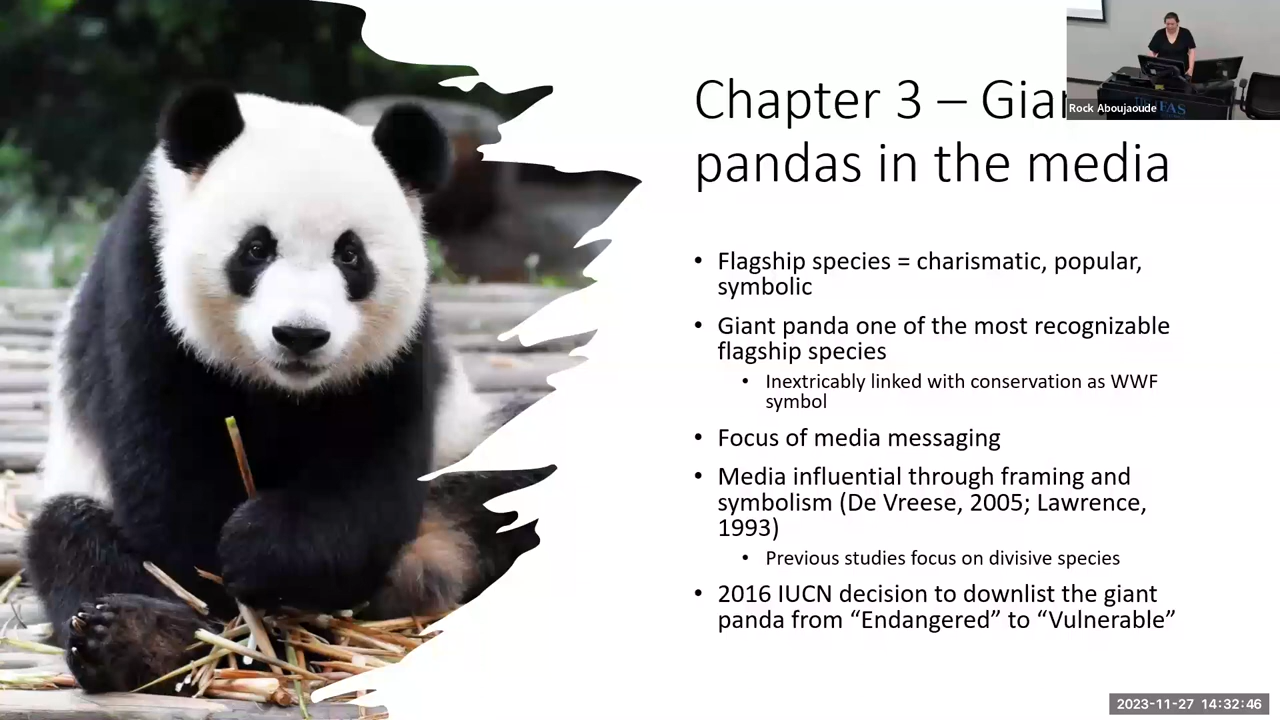 Chapter 3 – Gia
pandas in the media
Rock Aboujaoude
EAS
• Flagship species = charismatic, popular,
symbolic
• Giant panda one of the most recognizable
flagship species
• Inextricably linked with conservation as WWF
symbol
• Focus of media messaging
• Media influential through framing and
symbolism (De Vreese, 2005; Lawrence,
1993)
• Previous studies focus on divisive species
• 2016 IUCN decision to downlist the giant
panda from “Endangered” to “Vulnerable”
2023-11-27 14:32:46